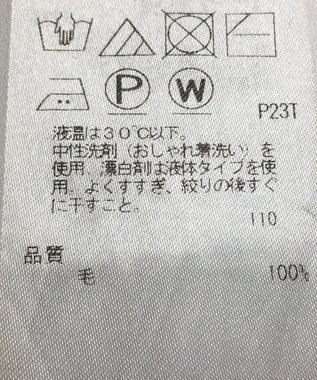 P W
P23T
液温は30℃以下。
中性洗剤（おしゃれ着洗い）を
使用、漂白剤は液体タイプを使
用、よくすすぎ、絞りの後すぐ
に干すこと。
110
品質
毛 100%